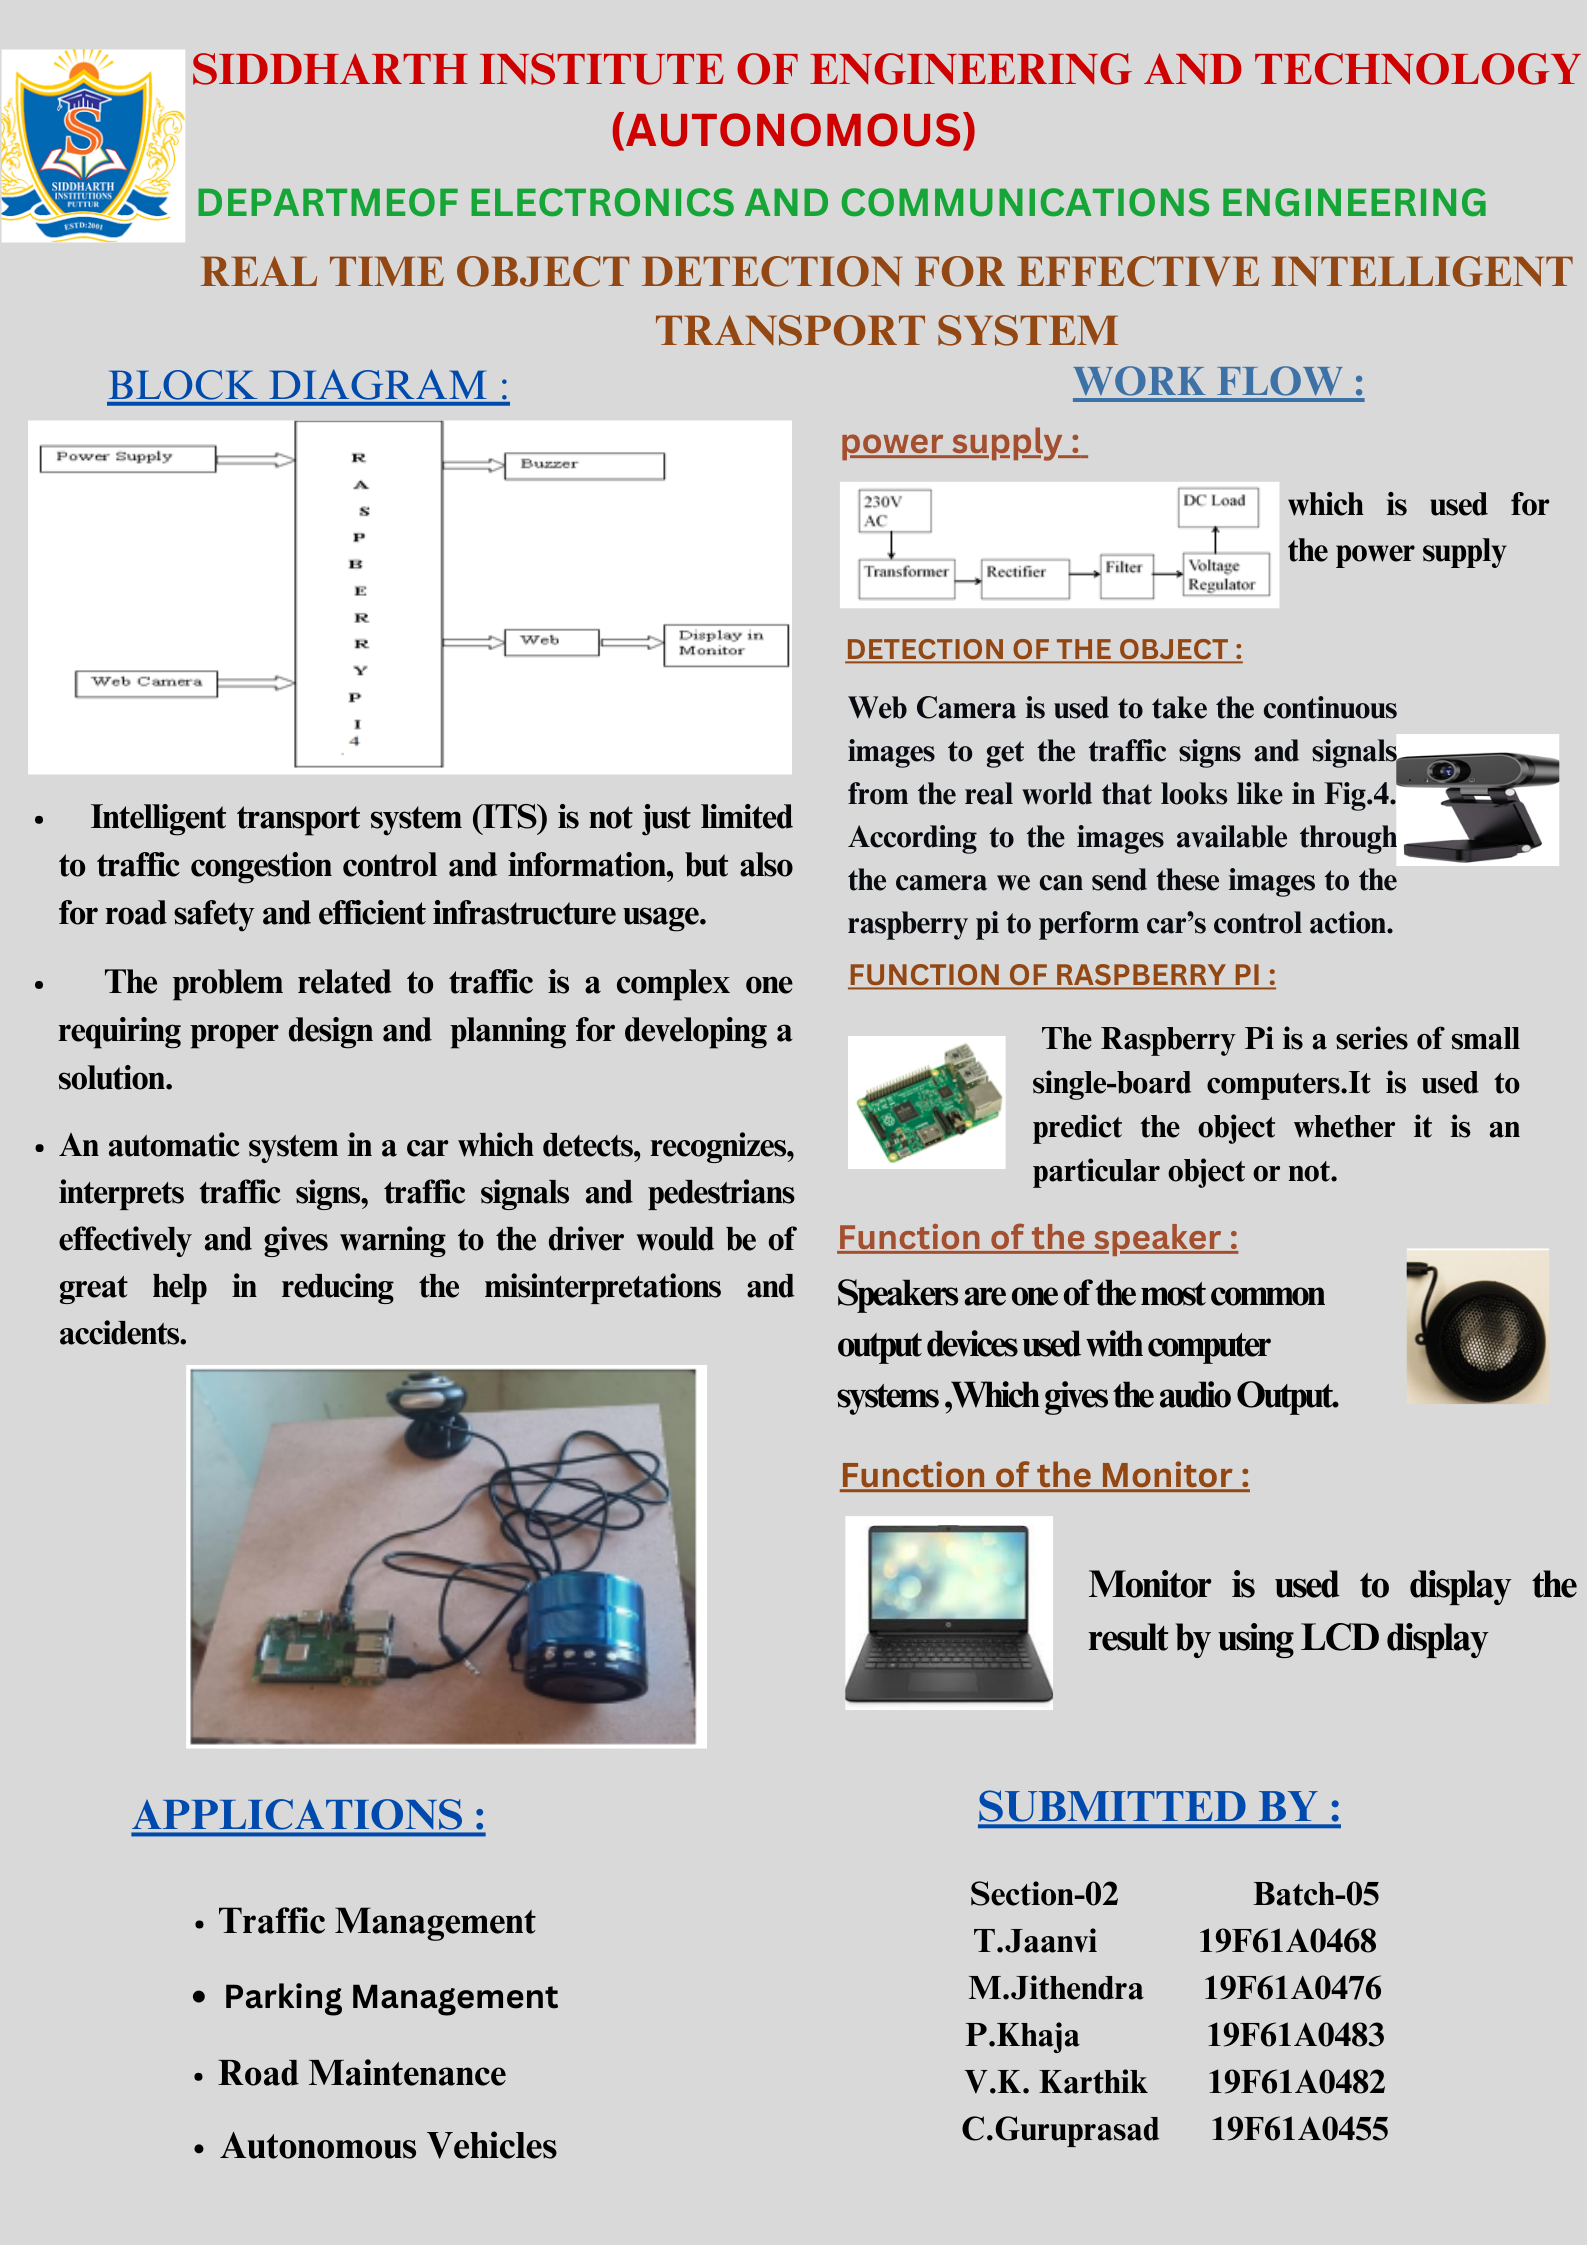 SIDDHARTH INSTITUTE OF ENGINEERING AND TECHNOLOGY
(AUTONOMOUS)
S
SIDDHARTH
INSTITUTIONS
PUTTUR
ESTD:2001
DEPARTMEOF ELECTRONICS AND COMMUNICATIONS ENGINEERING
REAL TIME OBJECT DETECTION FOR EFFECTIVE INTELLIGENT
TRANSPORT SYSTEM
BLOCK DIAGRAM :
Power Supply
Web Camera
R
A
S
P
B
E
R
R
Y
P
I
4
Buzzer
Web
Display in
Monitor
Intelligent transport system (ITS) is not just limited
to traffic congestion control and information, but also
for road safety and efficient infrastructure usage.
The problem related to traffic is a complex one
requiring proper design and planning for developing a
solution.
An automatic system in a car which detects, recognizes,
interprets traffic signs, traffic signals and pedestrians
effectively and gives warning to the driver would be of
great help in reducing the misinterpretations and
accidents.
APPLICATIONS :
Traffic Management
Parking Management
Road Maintenance
Autonomous Vehicles
WORK FLOW :
power supply :
230V
AC
Transformer
Rectifier
Filter
Voltage
Regulator
DC Load
which is used for
the power supply
DETECTION OF THE OBJECT :
Web Camera is used to take the continuous
images to get the traffic signs and signals
from the real world that looks like in Fig.4.
According to the images available through
the camera we can send these images to the
raspberry pi to perform car’s control action.
FUNCTION OF RASPBERRY PI :
The Raspberry Pi is a series of small
single-board computers.It is used to
predict the object whether it is an
particular object or not.
Function of the speaker :
Speakers are one of the most common
output devices used with computer
systems ,Which gives the audio Output.
Function of the Monitor :
Monitor is used to display the
result by using LCD display
SUBMITTED BY :
Section-02 Batch-05
T.Jaanvi 19F61A0468
M.Jithendra 19F61A0476
P.Khaja 19F61A0483
V.K. Karthik 19F61A0482
C.Guruprasad 19F61A0455